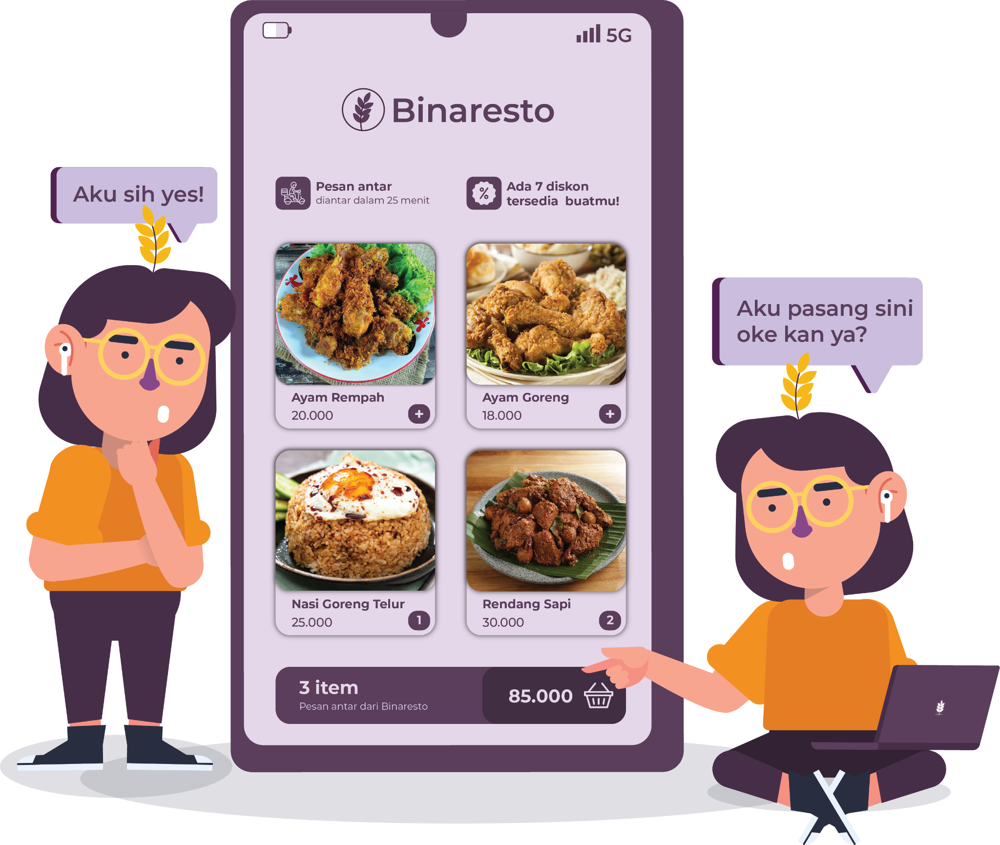 5G
Binaresto
Aku sih yes!
Pesan antar
diantar dalam 25 menit
Ada 7 diskon
tersedia buatmu!
Aku pasang sini
oke kan ya?
LESTARISAHIDIN
Ayam Rempah
20.000
+
Ayam Goreng
18.000
+
Nasi Goreng Telur
25.000
1
Rendang Sapi
30.000
2
3 item
Pesan antar dari Binaresto
85.000